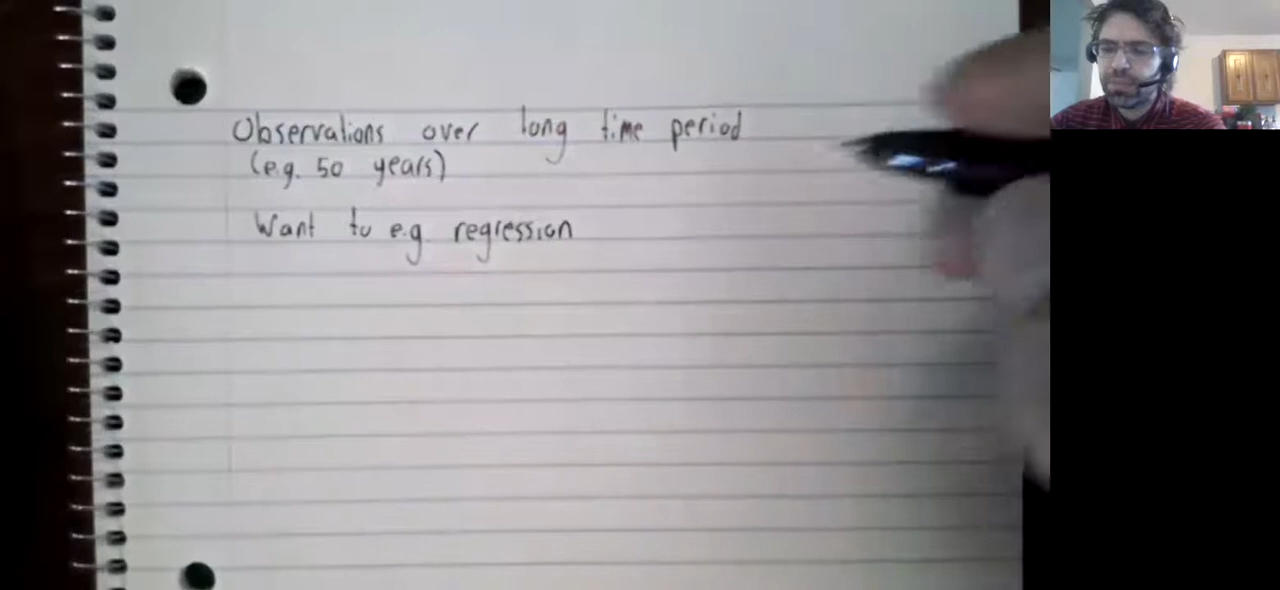 Observations over long time period
(e.g. 50 years)
Want to e.g. regression